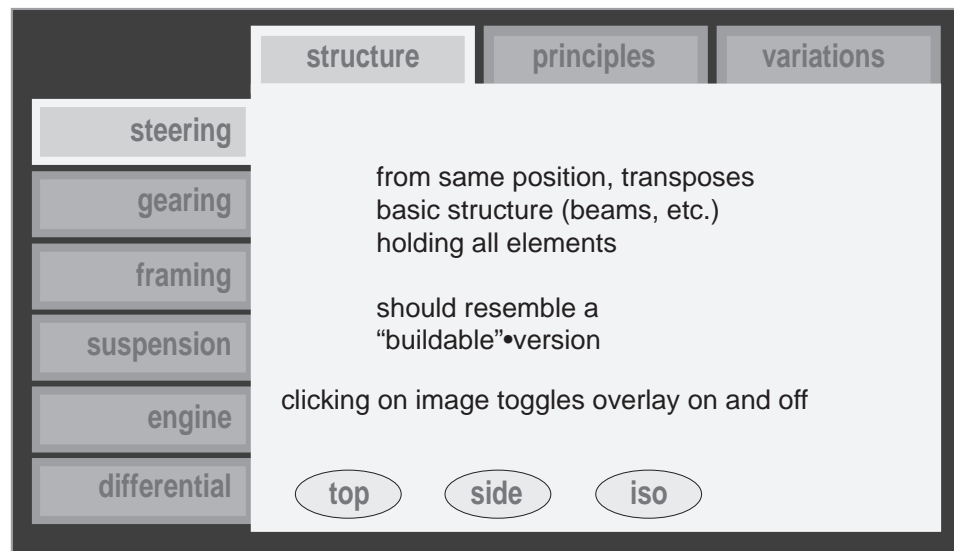 structure
principles
variations
steering
gearing
framing
suspension
engine
differential
from same position, transposes
basic structure (beams, etc.)
holding all elements
should resemble a
“buildable”•version
clicking on image toggles overlay on and off
top
side
iso